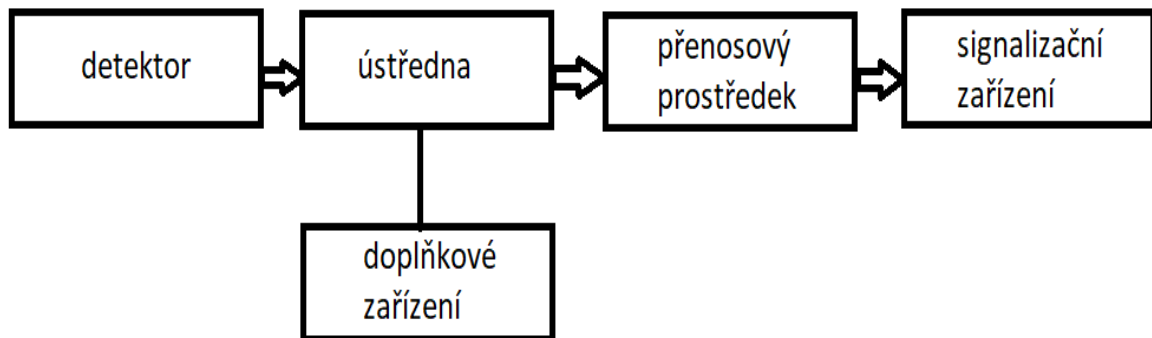 detektor
ústředna
přenosový
prostředek
signalizační
zařízení
doplňkové
zařízení